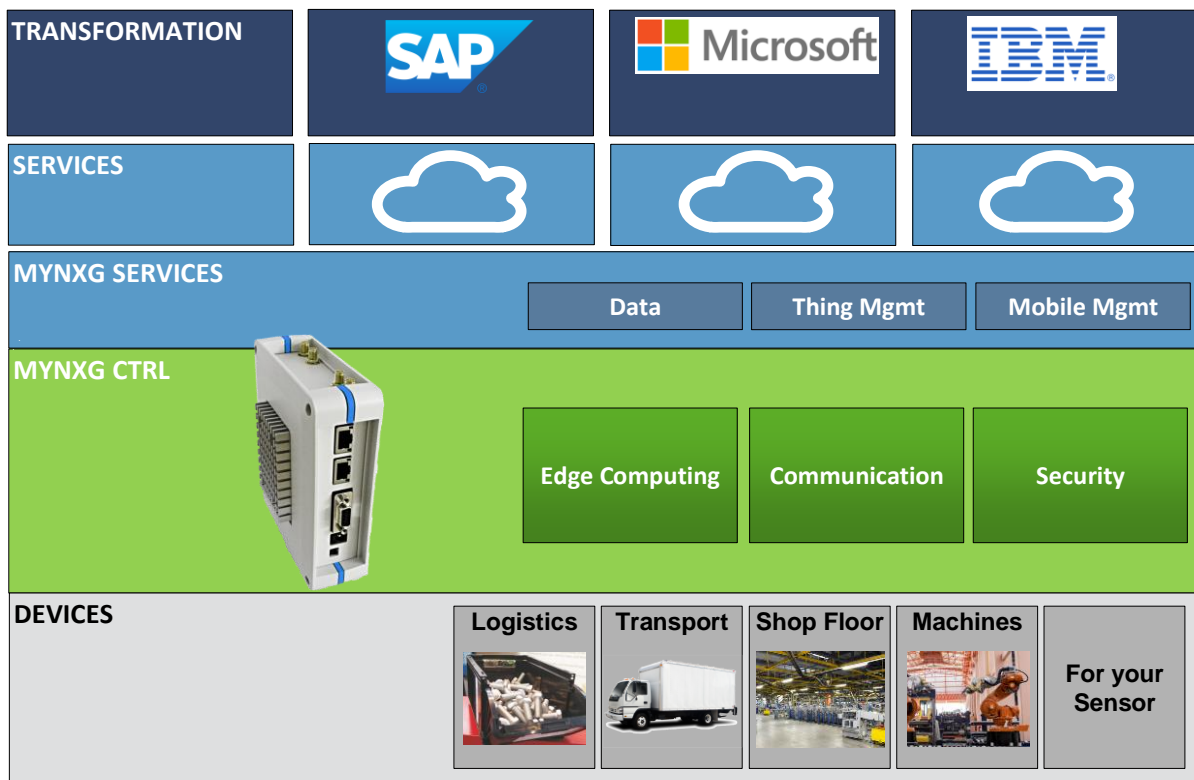 TRANSFORMATION
SAP
®
Microsoft
IBM
®
SERVICES
MYNXG SERVICES
Data
Thing Mgmt
Mobile Mgmt
MYNXG CTRL
Edge Computing
Communication
Security
DEVICES
Logistics
Transport
Shop Floor
Machines
For your
Sensor